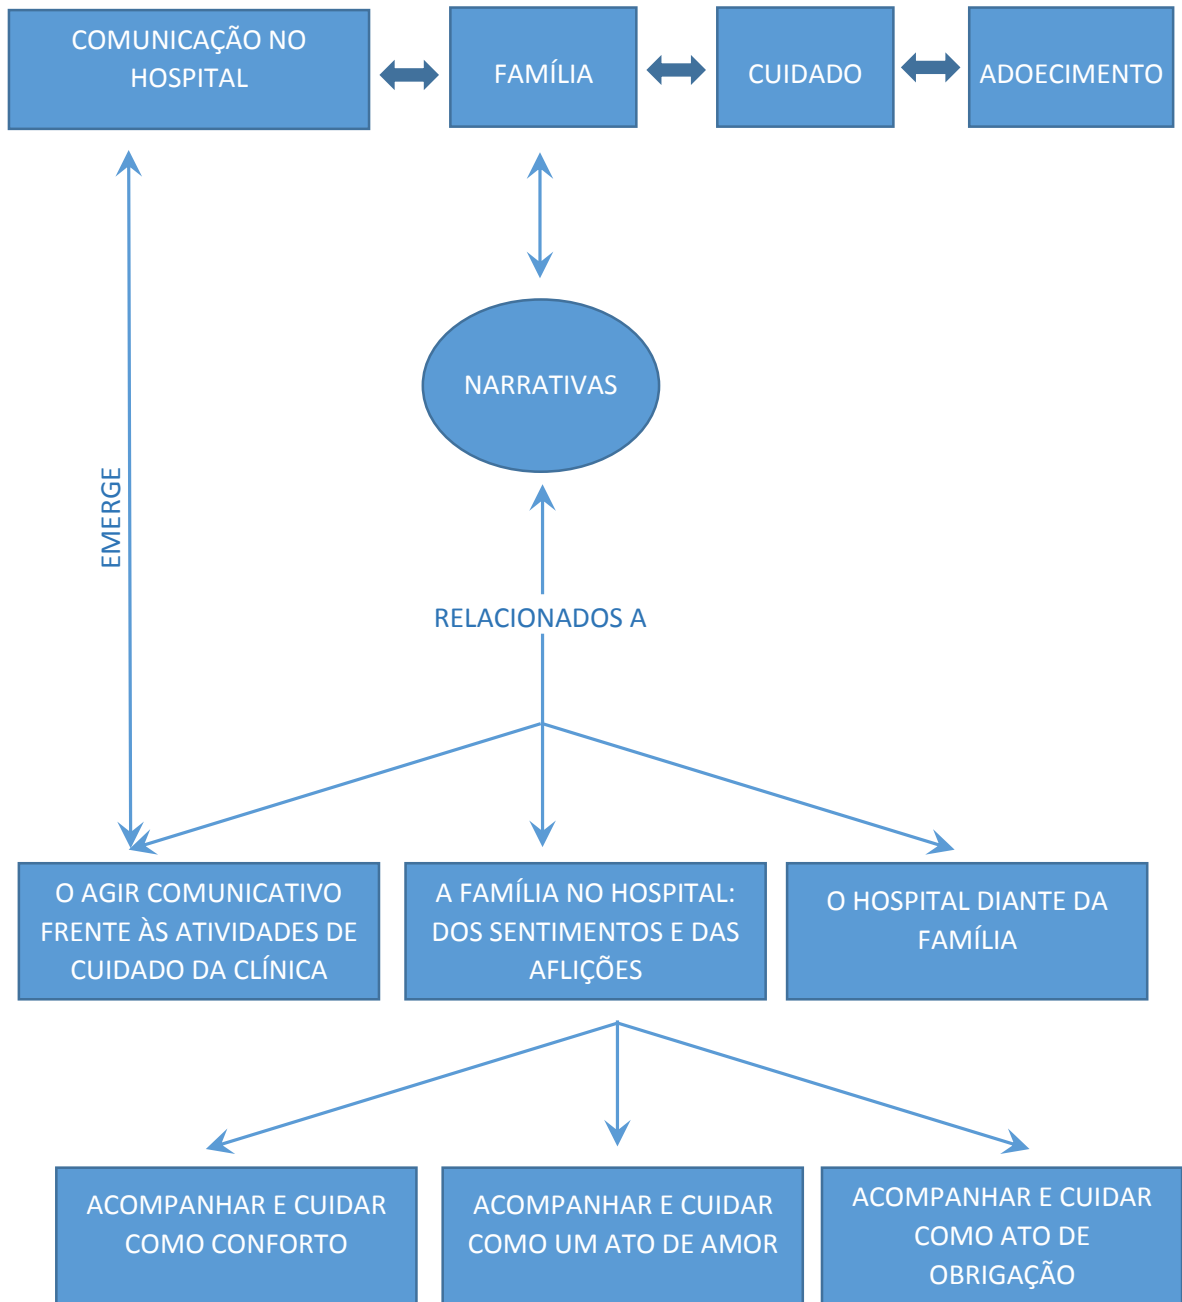 COMUNICAÇÃO NO
HOSPITAL
FAMÍLIA
CUIDADO
ADOECIMENTO
NARRATIVAS
EMERGE
RELACIONADOS A
O AGIR COMUNICATIVO
FRENTE ÀS ATIVIDADES DE
CUIDADO DA CLÍNICA
A FAMÍLIA NO HOSPITAL:
DOS SENTIMENTOS E DAS
AFLIÇÕES
O HOSPITAL DIANTE DA
FAMÍLIA
ACOMPANHAR E CUIDAR
COMO CONFORTO
ACOMPANHAR E CUIDAR
COMO UM ATO DE AMOR
ACOMPANHAR E CUIDAR
COMO ATO DE
OBRIGAÇÃO